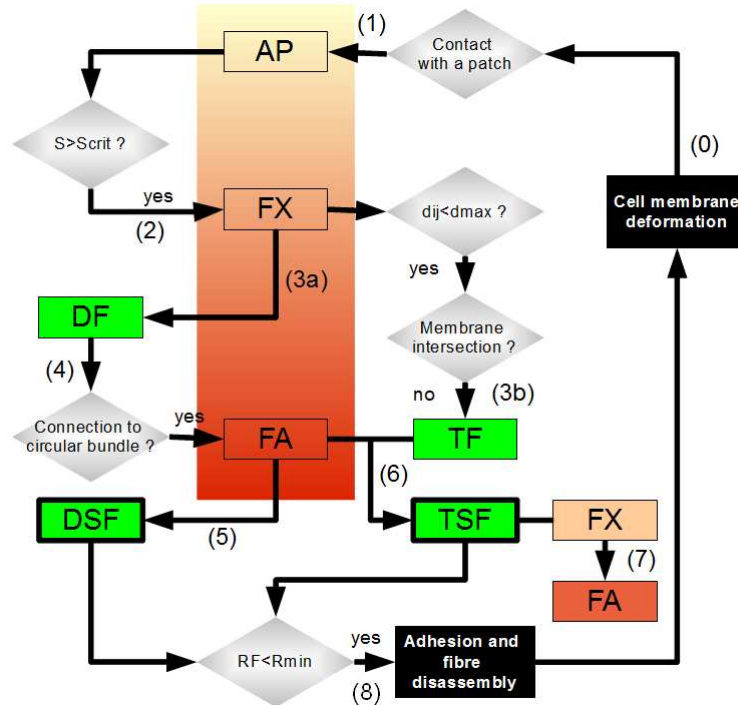 (1)
AP
Contact
with a patch
(0)
S>Scrit ?
yes
(2)
FX
dij<dmax ?
Cell membrane
deformation
(3a)
yes
DF
Membrane
intersection ?
(4)
no
(3b)
Connection to
circular bundle ?
yes
FA
TF
(6)
DSF
(5)
TSF
FX
(7)
FA
RF<Rmin
yes
(8)
Adhesion and
fibre
disassembly